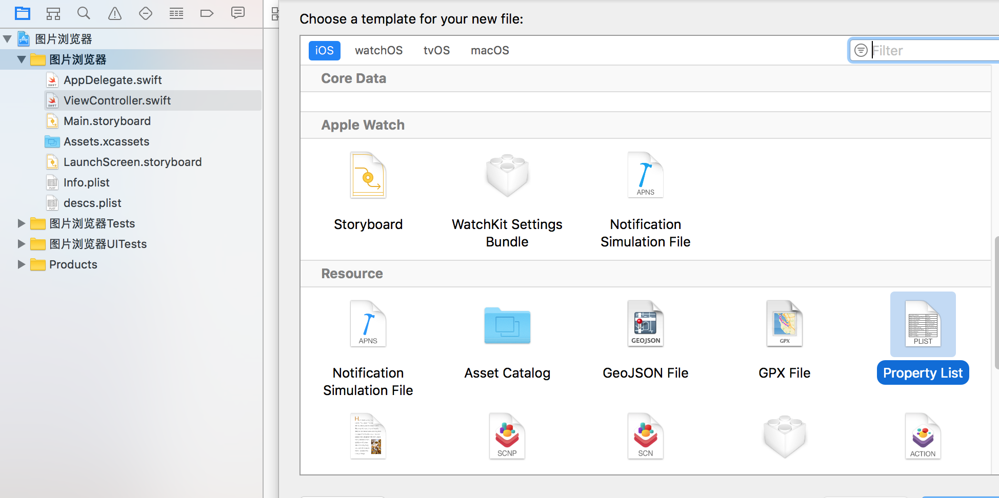 图片浏览器
图片浏览器
AppDelegate.swift
ViewController.swift
Main.storyboard
Assets.xcassets
LaunchScreen.storyboard
Info.plist
descs.plist
图片浏览器Tests
图片浏览器UITests
Products
Choose a template for your new file:
iOS watchOS tvOS macOS
Filter
Core Data
Apple Watch
APNS
Storyboard
WatchKit Settings
Bundle
Notification
Simulation File
Resource
APNS
GEOJSON
GPX
PLIST
Notification
Simulation File
Asset Catalog
GeoJSON File
GPX File
Property List
SCNP
SCN
ACTION